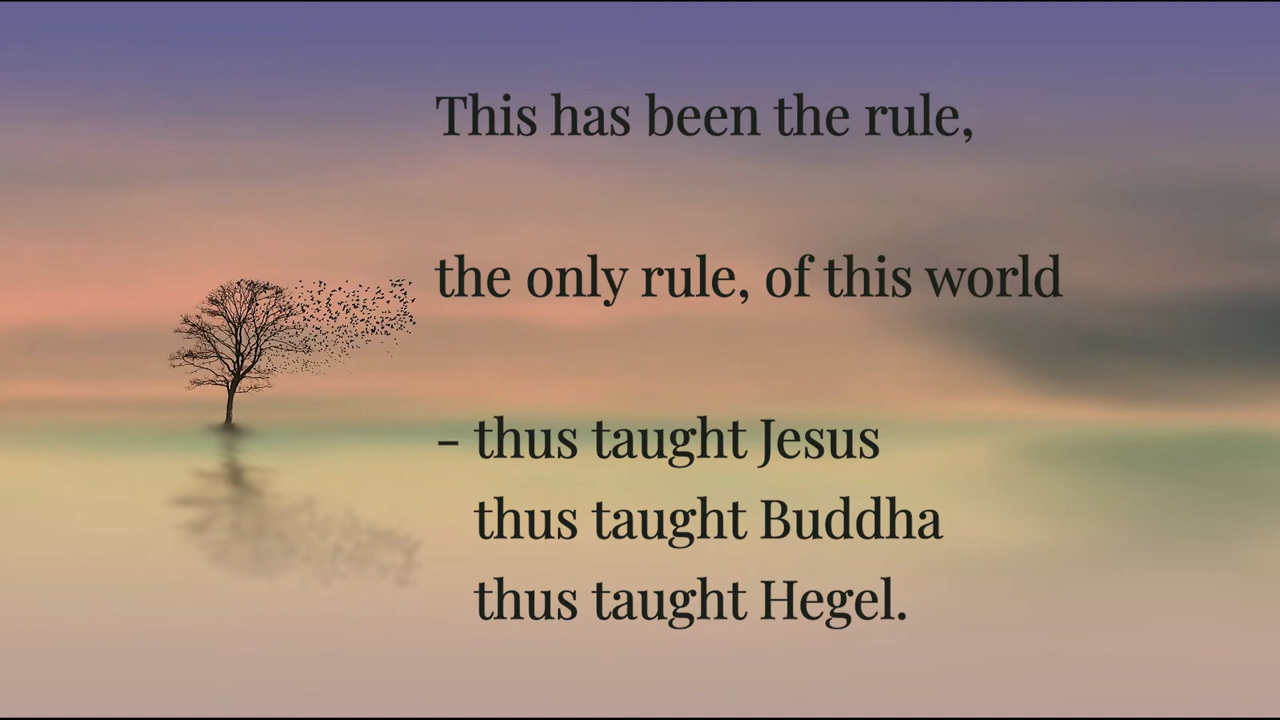 This has been the rule,
the only rule, of this world
- thus taught Jesus
thus taught Buddha
thus taught Hegel.